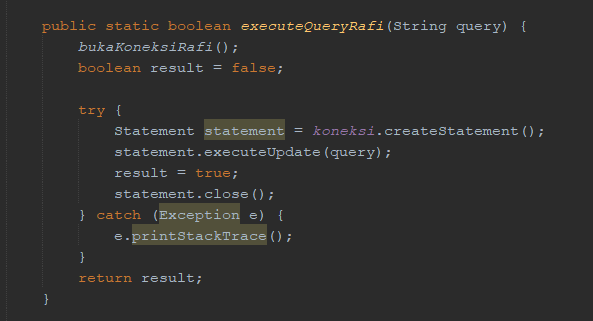 public static boolean executeQueryRafi(String query) {
bukaKoneksiRafi();
boolean result = false;
try {
Statement statement = koneksi.createStatement();
statement.executeUpdate(query);
result = true;
statement.close();
} catch (Exception e) {
e.printStackTrace();
}
return result;
}